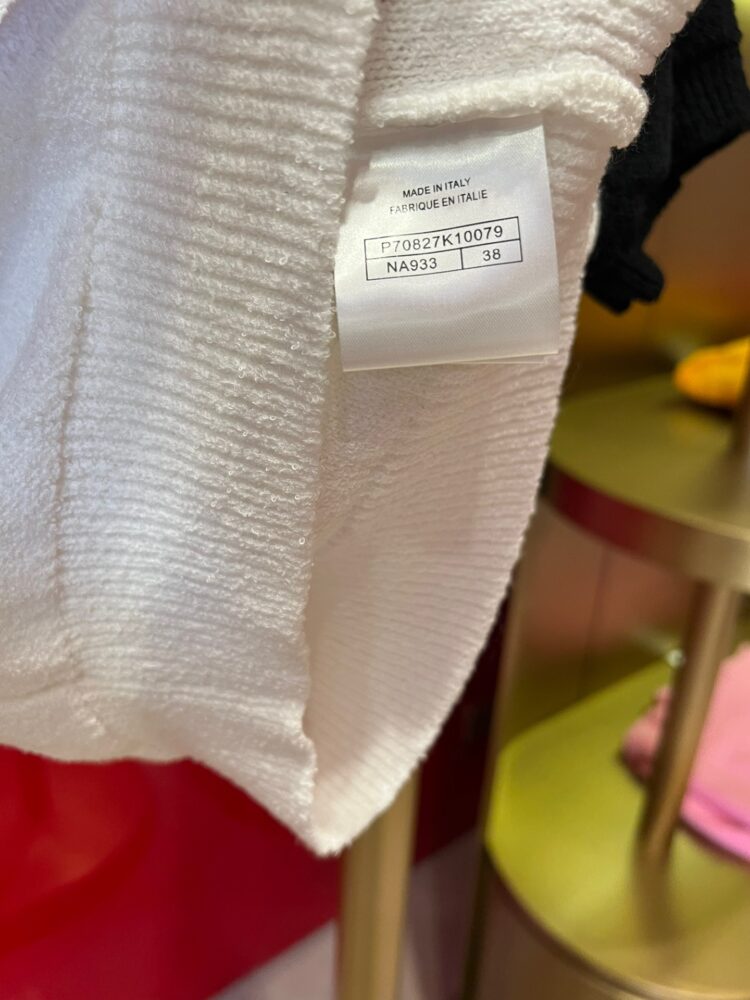 MADE IN ITALY
FABRIQUE EN ITALIE
P70827K10079
NA933 38